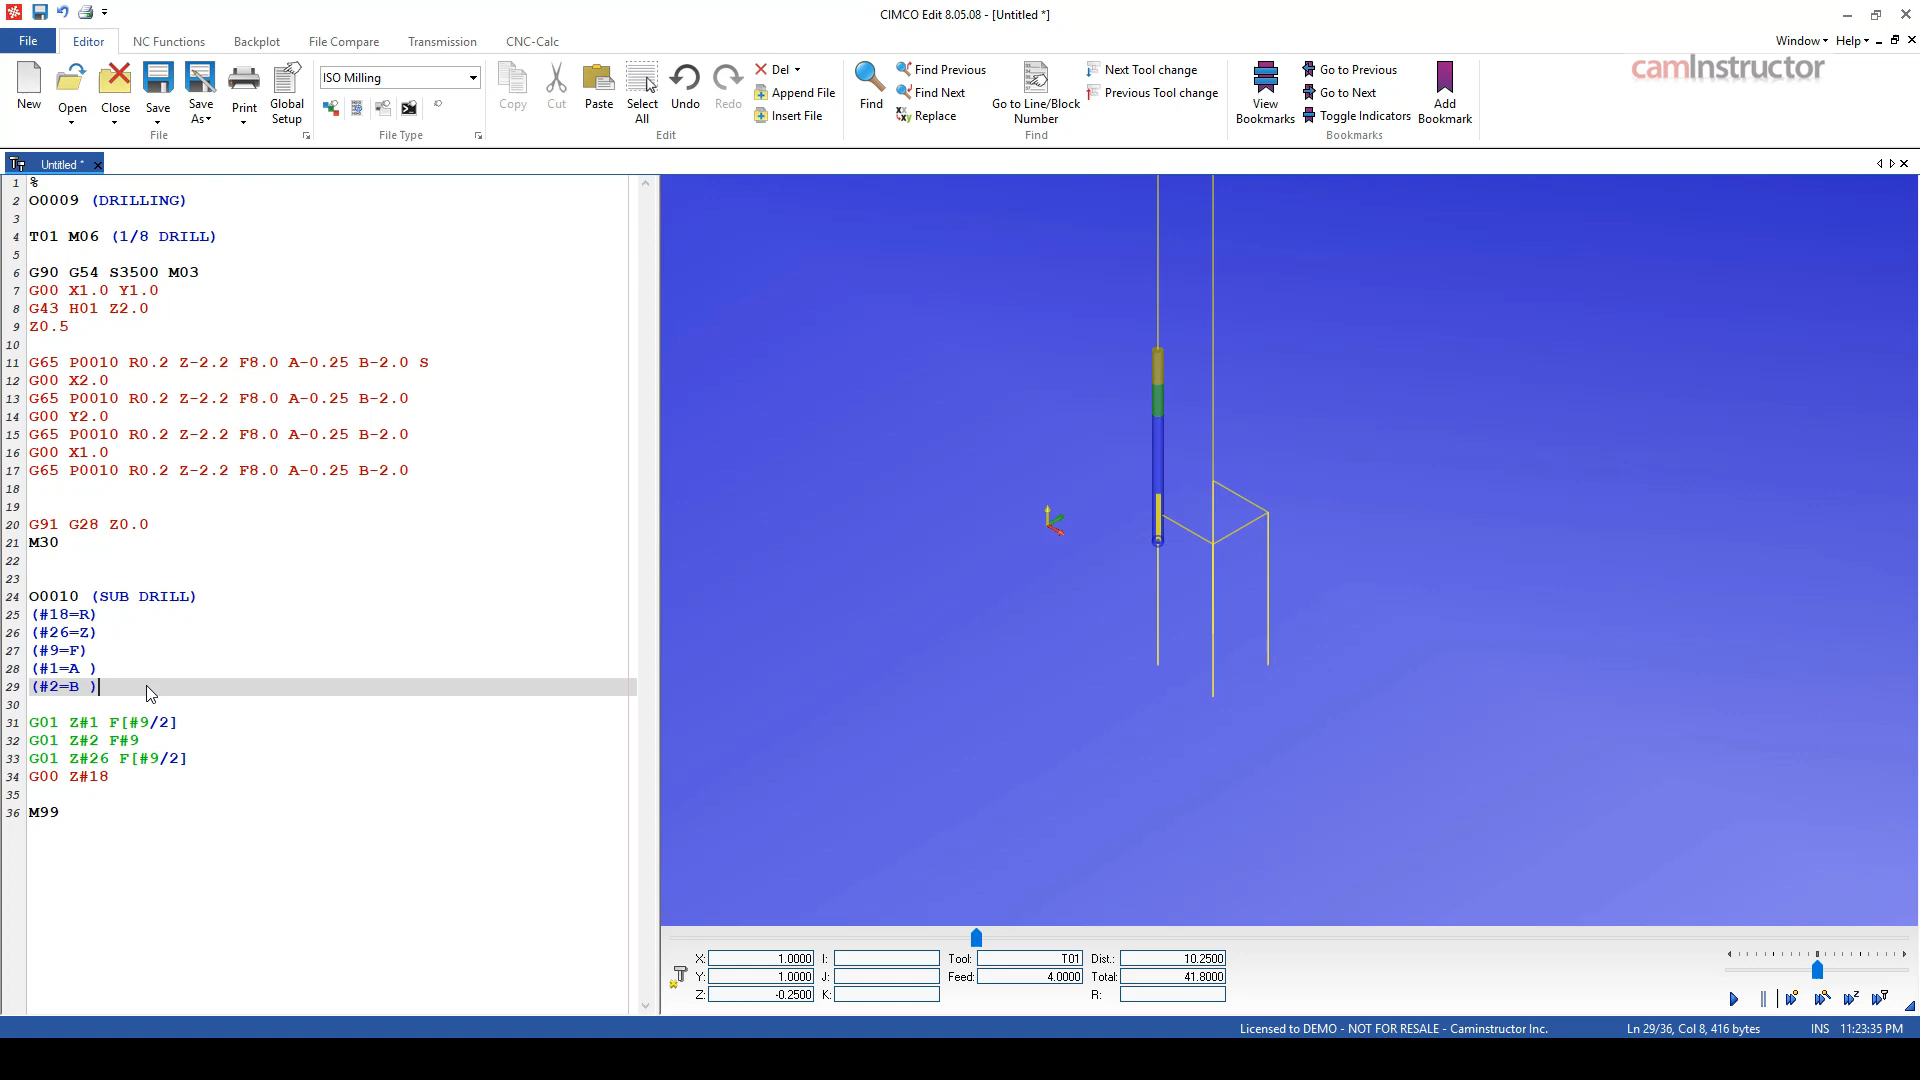 CIMCO Edit 8.05.08 - [Untitled *]
File Editor NC Functions Backplot File Compare Transmission CNC-Calc
Window Help
New Open Close Save Save As Print Global Setup
File
ISO Milling
File Type
Copy Cut Paste Select All Undo Redo
Del
Append File
Insert File
Edit
Find
Find Previous
Find Next
Replace
Go to Line/Block Number
Next Tool change
Previous Tool change
Find
View Bookmarks
Go to Previous
Go to Next
Toggle Indicators
Add Bookmark
Bookmarks
camInstructor
Untitled *
1 %
2 O0009 (DRILLING)
3
4 T01 M06 (1/8 DRILL)
5
6 G90 G54 S3500 M03
7 G00 X1.0 Y1.0
8 G43 H01 Z2.0
9 Z0.5
10
11 G65 P0010 R0.2 Z-2.2 F8.0 A-0.25 B-2.0 S
12 G00 X2.0
13 G65 P0010 R0.2 Z-2.2 F8.0 A-0.25 B-2.0
14 G00 Y2.0
15 G65 P0010 R0.2 Z-2.2 F8.0 A-0.25 B-2.0
16 G00 X1.0
17 G65 P0010 R0.2 Z-2.2 F8.0 A-0.25 B-2.0
18
19
20 G91 G28 Z0.0
21 M30
22
23
24 O0010 (SUB DRILL)
25 (#18=R)
26 (#26=Z)
27 (#9=F)
28 (#1=A )
29 (#2=B )
30
31 G01 Z#1 F[#9/2]
32 G01 Z#2 F#9
33 G01 Z#26 F[#9/2]
34 G00 Z#18
35
36 M99
X: 1.0000 I: Tool: T01 Dist.: 10.2500
Y: 1.0000 J: Feed: 4.0000 Total: 41.8000
Z: -0.2500 K: R:
Licensed to DEMO - NOT FOR RESALE - Caminstructor Inc. Ln 29/36, Col 8, 416 bytes INS 11:23:35 PM